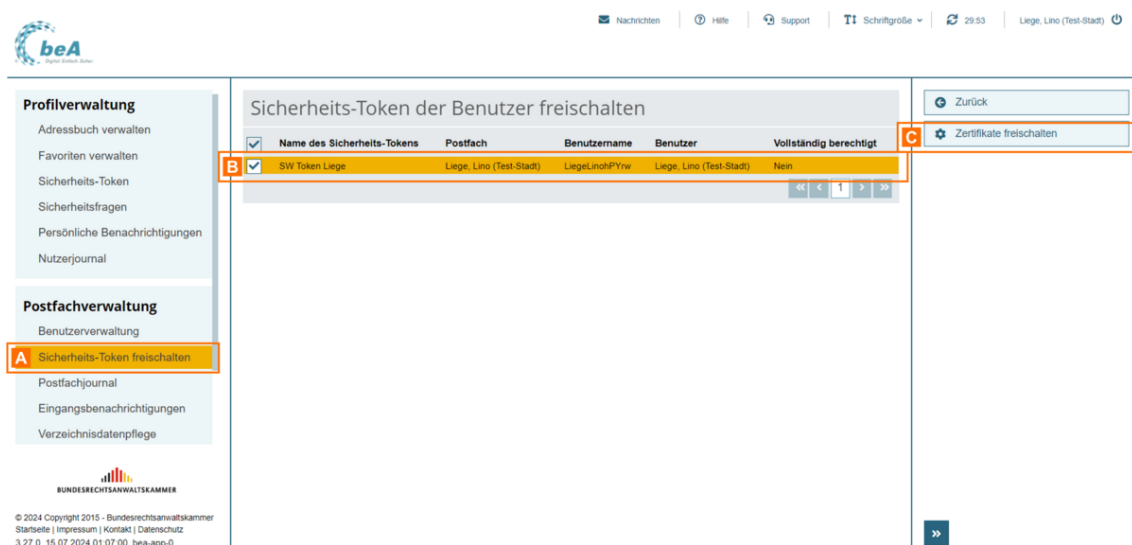 Nachrichten
Hilfe
Support
Schriftgröße
29:53
Liege, Lino (Test-Stadt)
beA
Digital. Einfach. Sicher.
Profilverwaltung
Adressbuch verwalten
Favoriten verwalten
Sicherheits-Token
Sicherheitsfragen
Persönliche Benachrichtigungen
Nutzerjournal
Postfachverwaltung
Benutzerverwaltung
A Sicherheits-Token freischalten
Postfachjournal
Eingangsbenachrichtigungen
Verzeichnisdatenpflege
BUNDESRECHTSANWALTSKAMMER
© 2024 Copyright 2015 - Bundesrechtsanwaltskammer
Startseite | Impressum | Kontakt | Datenschutz
3.27.0 15.07.2024 01:07:00 bea-app-0
Sicherheits-Token der Benutzer freischalten
Name des Sicherheits-Tokens Postfach Benutzername Benutzer Vollständig berechtigt
B SW Token Liege Liege, Lino (Test-Stadt) LiegeLinohPYrw Liege, Lino (Test-Stadt) Nein
« < 1 > »
Zurück
C Zertifikate freischalten
»